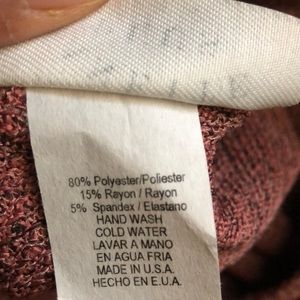 80% Polyester/Poliester
15% Rayon / Rayon
5% Spandex / Elastano
HAND WASH
COLD WATER
LAVAR A MANO
EN AGUA FRIA
MADE IN U.S.A.
HECHO EN E.U.A.